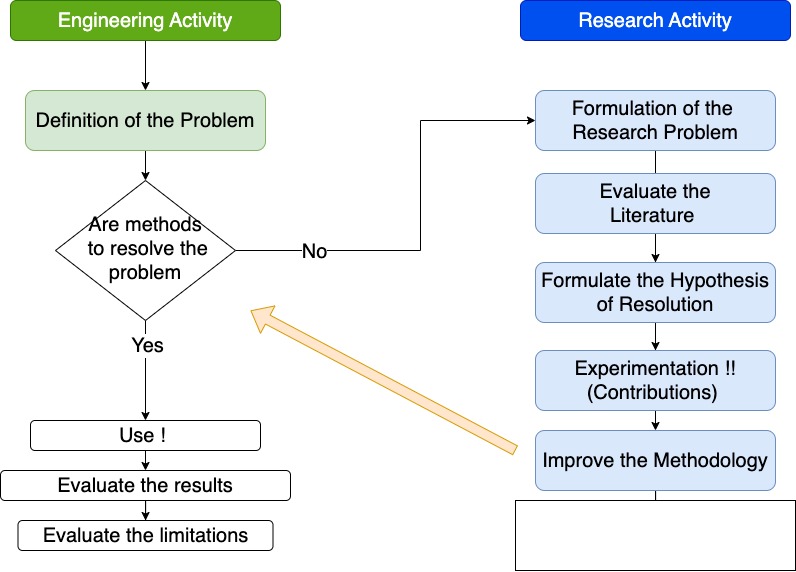 Engineering Activity
Research Activity
Definition of the Problem
Formulation of the
Research Problem
Are methods
to resolve the
problem
No
Evaluate the
Literature
Formulate the Hypothesis
of Resolution
Yes
Experimentation !!
(Contributions)
Use !
Improve the Methodology
Evaluate the results
Evaluate the limitations